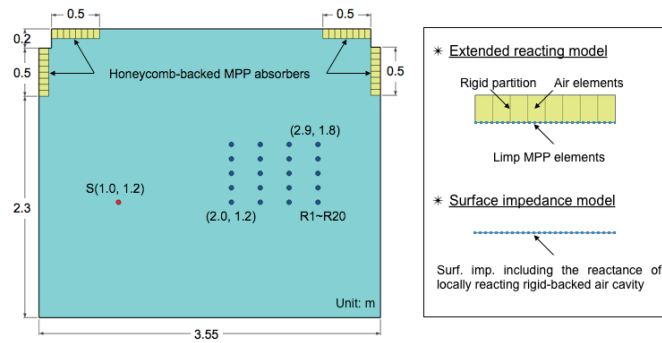 0.5
0.5
0.2
0.5
Honeycomb-backed MPP absorbers
0.5
(2.9, 1.8)
S(1.0, 1.2)
2.3
(2.0, 1.2)
R1~R20
Unit: m
3.55
✴ Extended reacting model
Rigid partition
Air elements
Limp MPP elements
✴ Surface impedance model
Surf. imp. including the reactance of
locally reacting rigid-backed air cavity